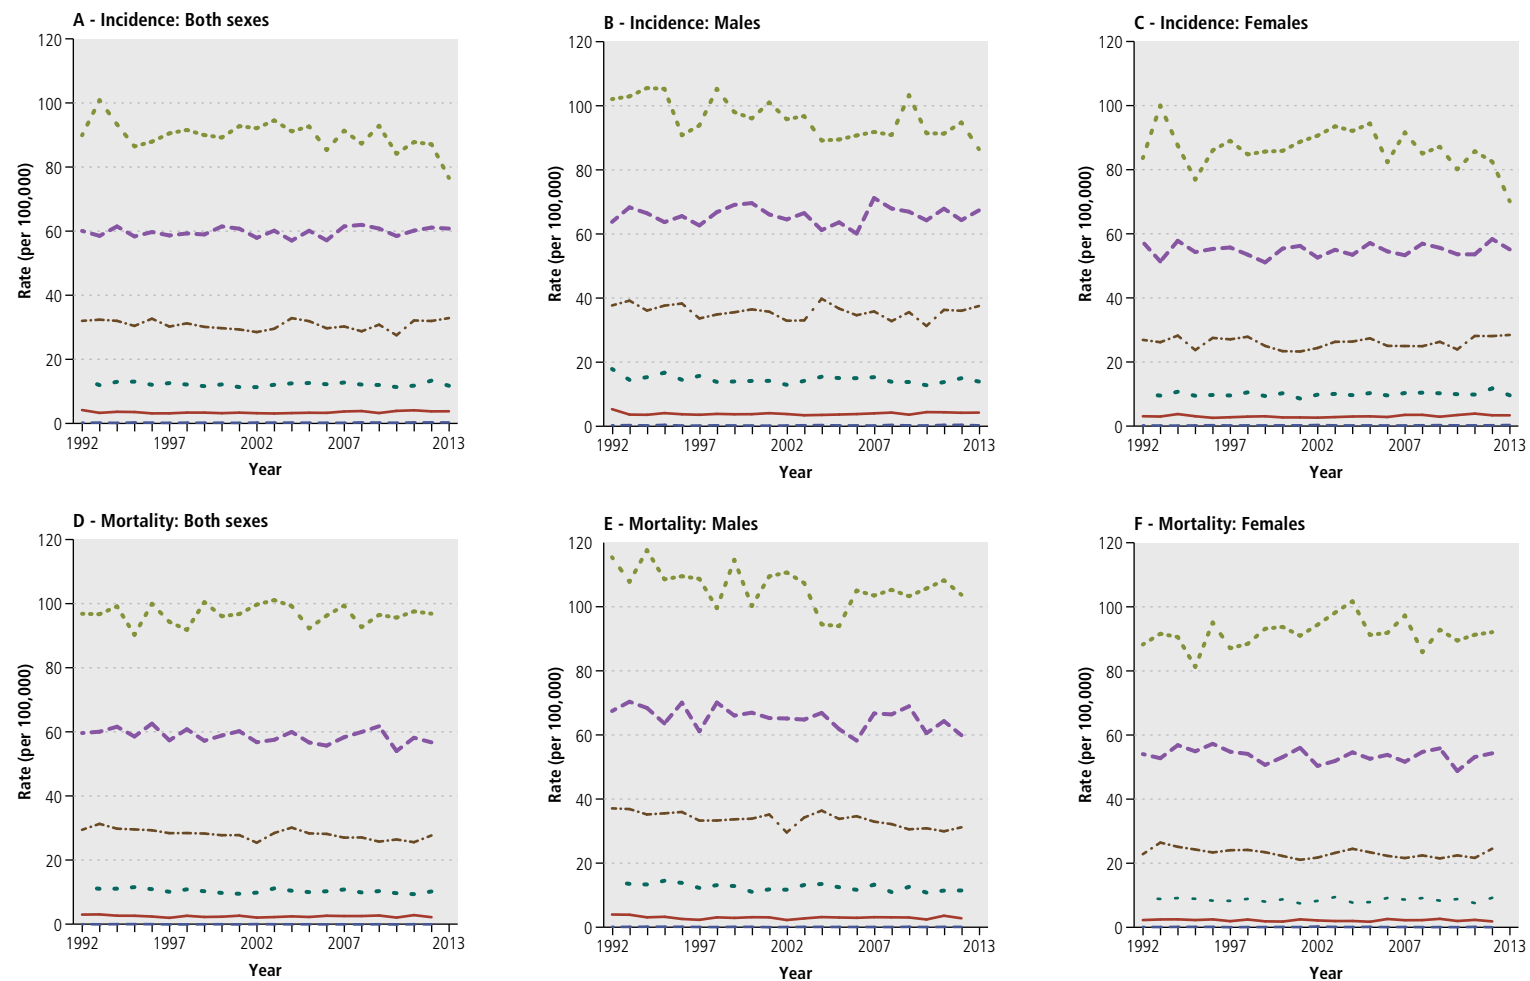 A - Incidence: Both sexes
120
100
80
60
40
20
0
Rate (per 100,000)
1992 1997 2002 2007 2013
Year
B - Incidence: Males
120
100
80
60
40
20
0
Rate (per 100,000)
1992 1997 2002 2007 2013
Year
C - Incidence: Females
120
100
80
60
40
20
0
Rate (per 100,000)
1992 1997 2002 2007 2013
Year
D - Mortality: Both sexes
120
100
80
60
40
20
0
Rate (per 100,000)
1992 1997 2002 2007 2013
Year
E - Mortality: Males
120
100
80
60
40
20
0
Rate (per 100,000)
1992 1997 2002 2007 2013
Year
F - Mortality: Females
120
100
80
60
40
20
0
Rate (per 100,000)
1992 1997 2002 2007 2013
Year